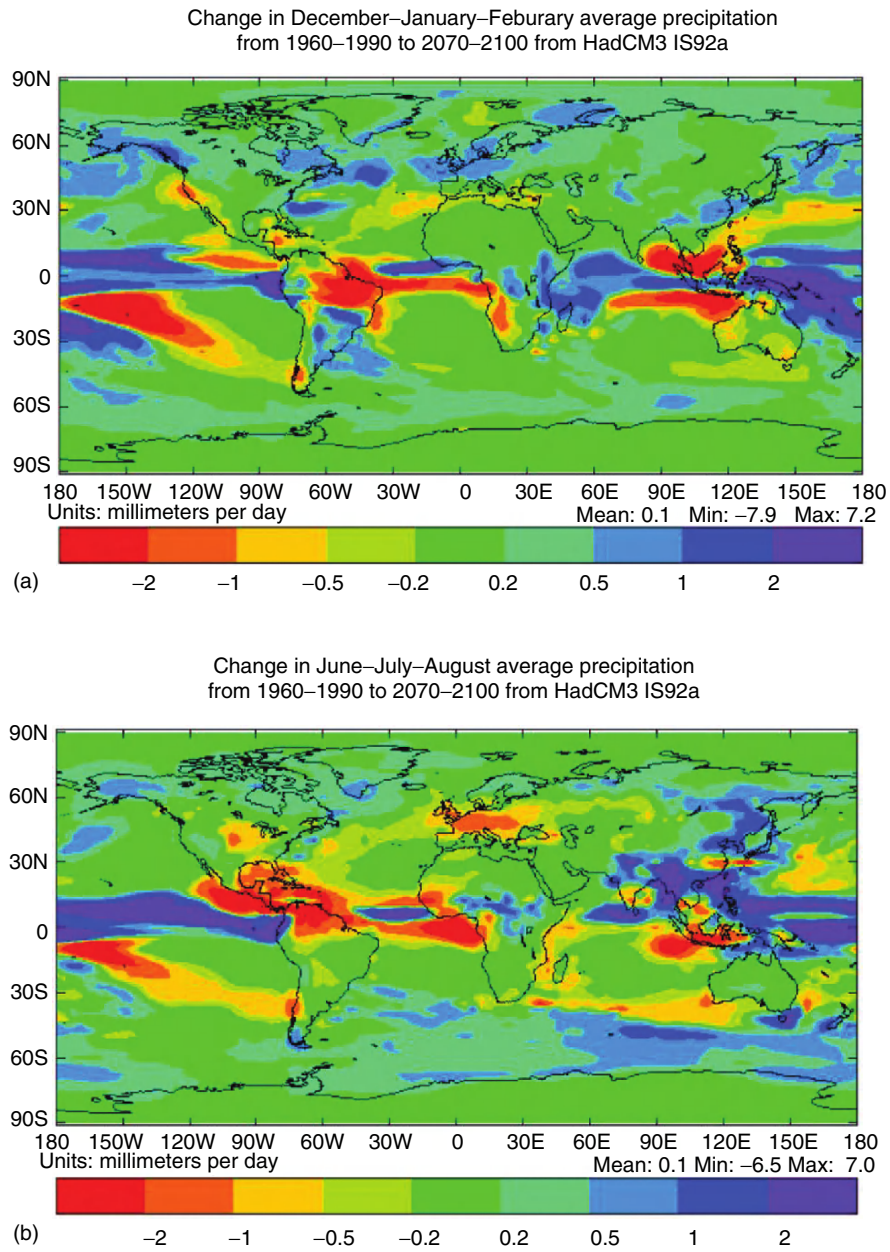 Change in December–January–Feburary average precipitation
from 1960–1990 to 2070–2100 from HadCM3 IS92a
90N
60N
30N
0
30S
60S
90S
180 150W 120W 90W 60W 30W 0 30E 60E 90E 120E 150E 180
Units: millimeters per day Mean: 0.1 Min: –7.9 Max: 7.2
(a) –2 –1 –0.5 –0.2 0.2 0.5 1 2
Change in June–July–August average precipitation
from 1960–1990 to 2070–2100 from HadCM3 IS92a
90N
60N
30N
0
30S
60S
90S
180 150W 120W 90W 60W 30W 0 30E 60E 90E 120E 150E 180
Units: millimeters per day Mean: 0.1 Min: –6.5 Max: 7.0
(b) –2 –1 –0.5 –0.2 0.2 0.5 1 2